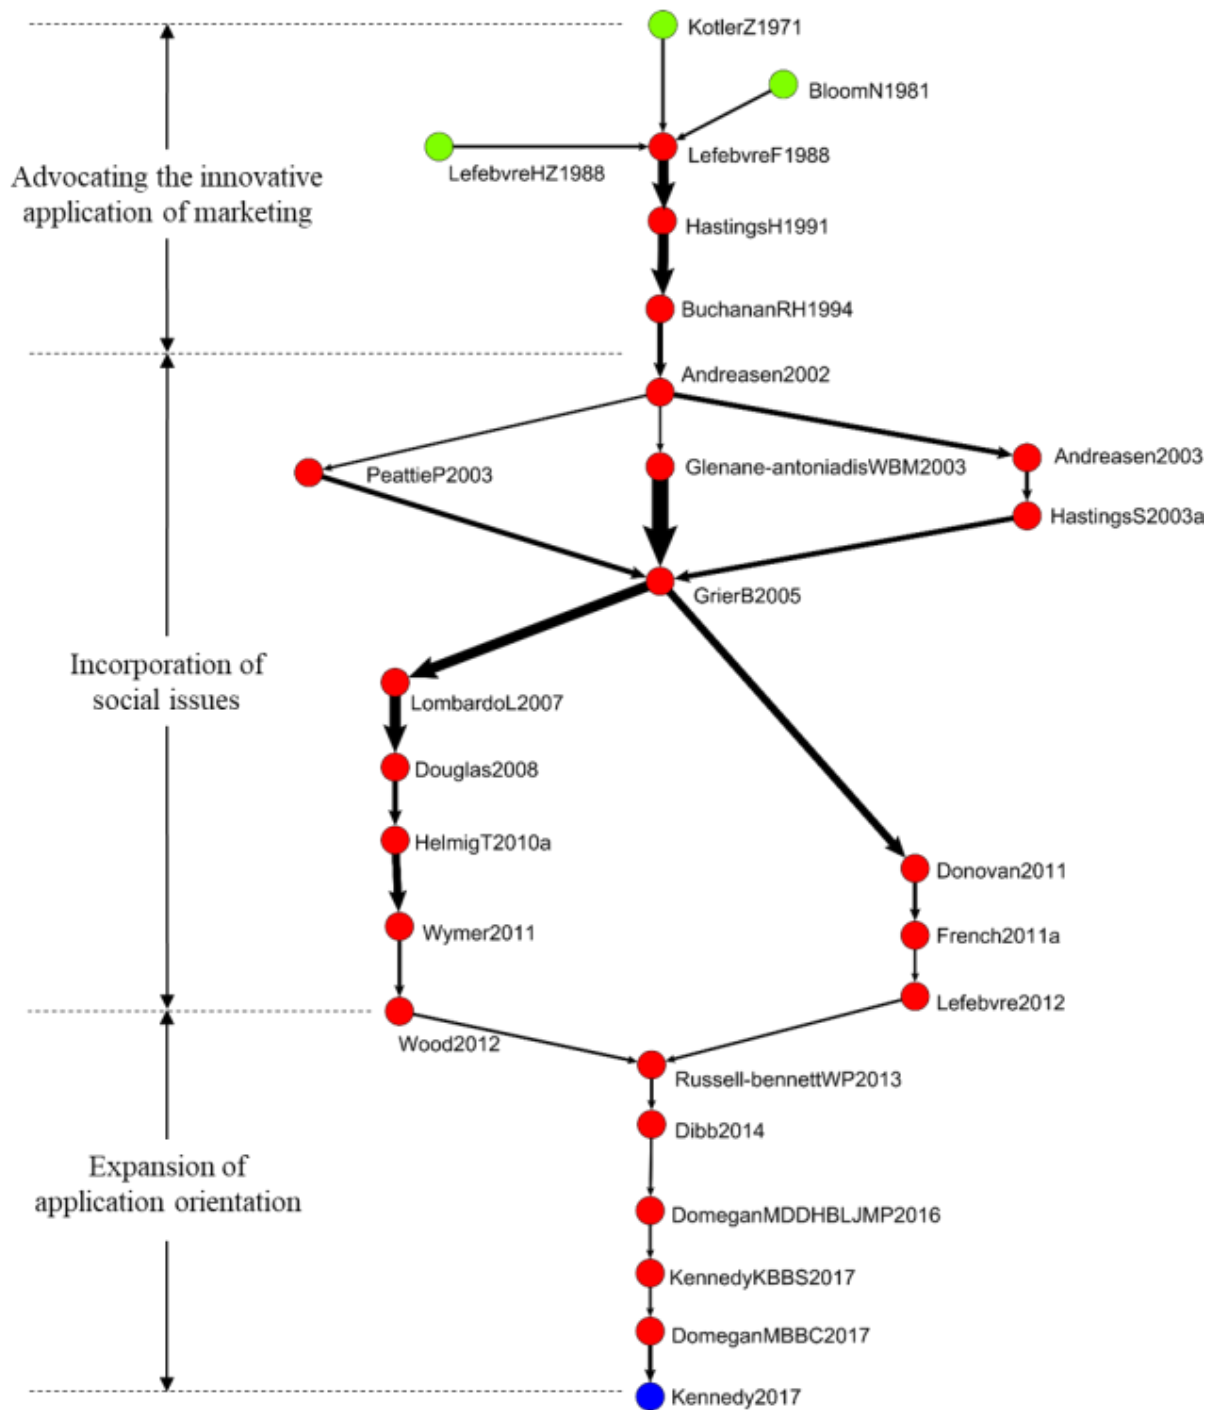 KotlerZ1971
BloomN1981
LefebvreF1988
LefebvreHZ1988
Advocating the innovative
application of marketing
HastingsH1991
BuchananRH1994
Andreasen2002
PeattieP2003
Glenane-antoniadisWBM2003
Andreasen2003
HastingsS2003a
GrierB2005
Incorporation of
social issues
LombardoL2007
Douglas2008
HelmigT2010a
Wymer2011
Donovan2011
French2011a
Lefebvre2012
Wood2012
Russell-bennettWP2013
Dibb2014
Expansion of
application orientation
DomeganMDDHBLJMP2016
KennedyKBBS2017
DomeganMBBC2017
Kennedy2017